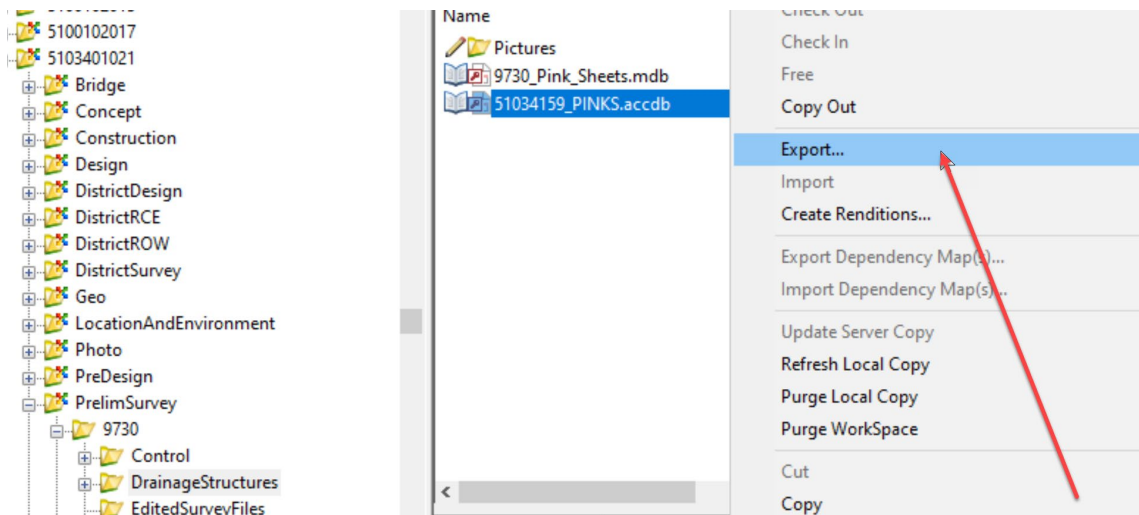 5100102017
5103401021
Bridge
Concept
Construction
Design
DistrictDesign
DistrictRCE
DistrictROW
DistrictSurvey
Geo
LocationAndEnvironment
Photo
PreDesign
PrelimSurvey
9730
Control
DrainageStructures
EditedSurveyFiles
Name
Pictures
9730_Pink_Sheets.mdb
51034159_PINKS.accdb
Check Out
Check In
Free
Copy Out
Export...
Import
Create Renditions...
Export Dependency Map(s)...
Import Dependency Map(s)...
Update Server Copy
Refresh Local Copy
Purge Local Copy
Purge WorkSpace
Cut
Copy